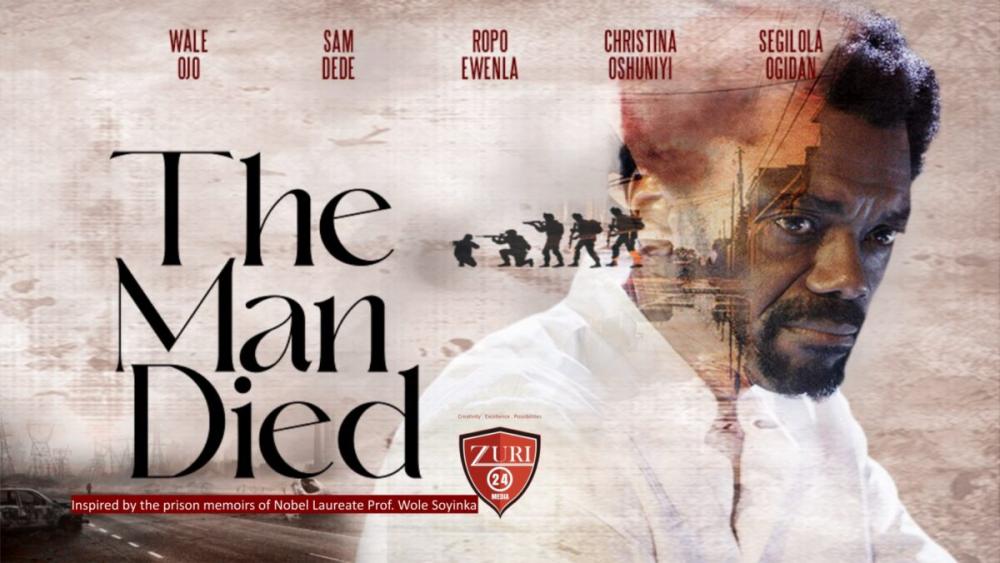 WALE
OJO
SAM
DEDE
ROPO
EWENLA
CHRISTINA
OSHUNIYI
SEGILOLA
OGIDAN
The
Man
Died
Creativity . Excellence . Possibilities
ZURI
24
MEDIA
Inspired by the prison memoirs of Nobel Laureate Prof. Wole Soyinka